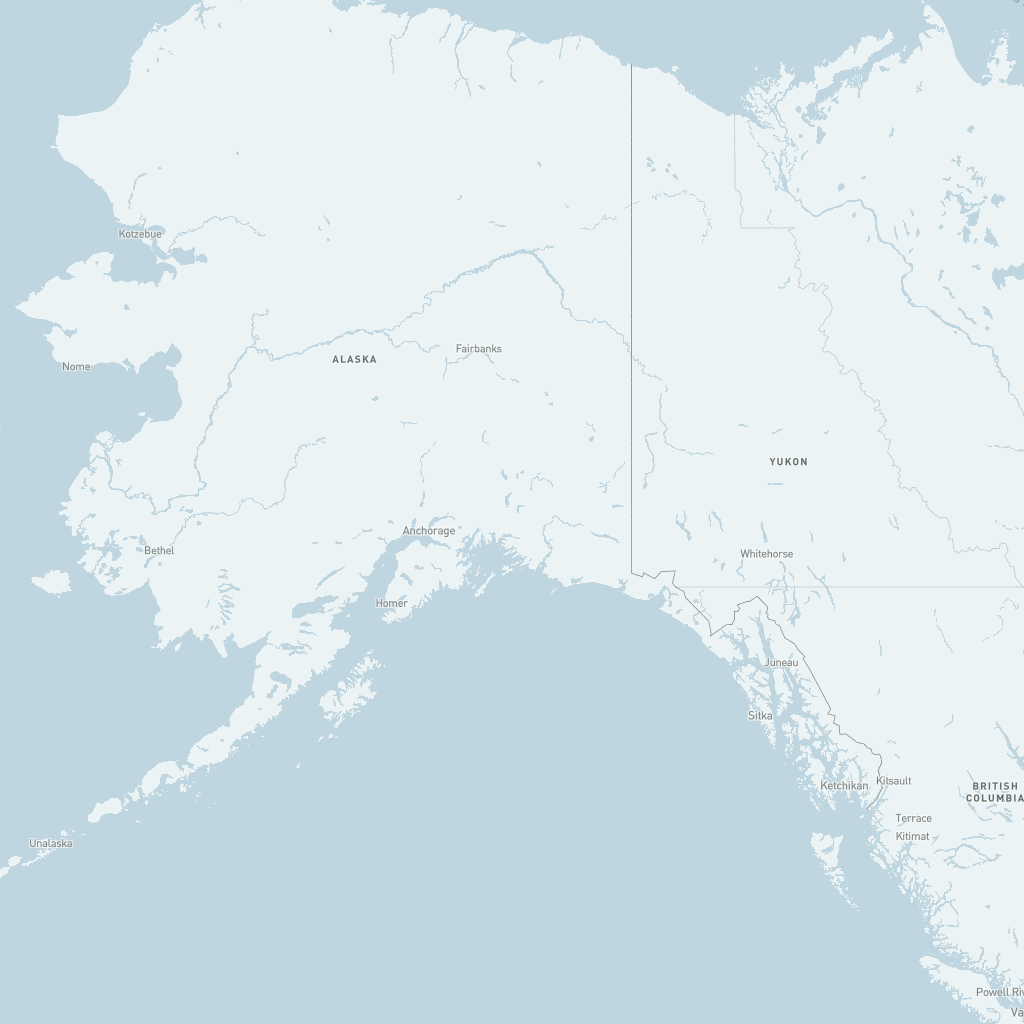 Kotzebue
Fairbanks
ALASKA
Nome
YUKON
Anchorage
Bethel
Whitehorse
Homer
Juneau
Sitka
Kitsault
Ketchikan
BRITISH
COLUMBIA
Terrace
Kitimat
Unalaska
Powell Riv
Va